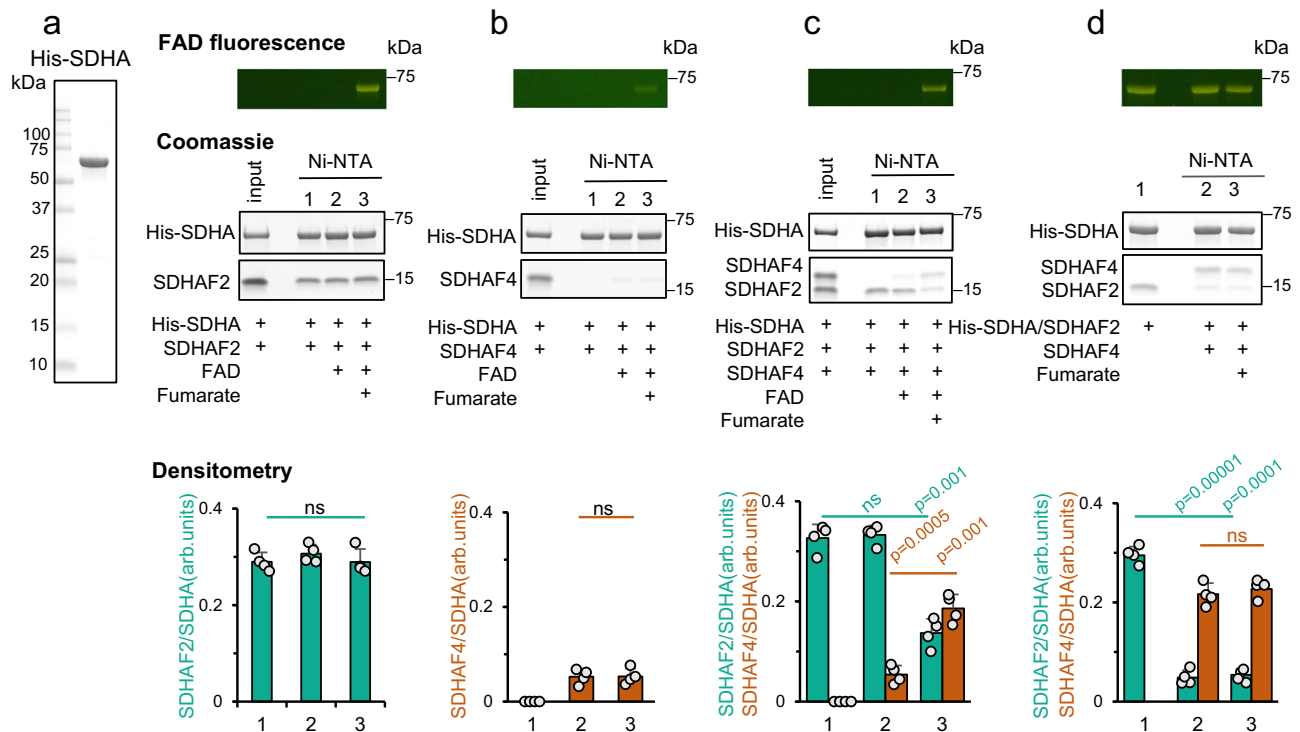 a
b
c
d
His-SDHA
kDa
100
75
50
37
25
20
15
10
FAD fluorescence
kDa
–75
kDa
–75
kDa
–75
kDa
–75
Coomassie
input
Ni-NTA
1 2 3
–75
His-SDHA
SDHAF2
–15
His-SDHA + + + +
SDHAF2 + + + +
FAD + +
Fumarate +
input
Ni-NTA
1 2 3
–75
His-SDHA
SDHAF4
–15
His-SDHA + + + +
SDHAF4 + + + +
FAD + +
Fumarate +
input
Ni-NTA
1 2 3
–75
His-SDHA
SDHAF4
SDHAF2
–15
His-SDHA + + + +
SDHAF2 + + + +
SDHAF4 + + + +
FAD + +
Fumarate +
Ni-NTA
1 2 3
–75
His-SDHA
SDHAF4
SDHAF2
–15
His-SDHA/SDHAF2 + + +
SDHAF4 + +
Fumarate +
Densitometry
SDHAF2/SDHA(arb.units)
0.4
0.2
0
ns
1 2 3
SDHAF4/SDHA(arb.units)
0.4
0.2
0
ns
1 2 3
SDHAF2/SDHA(arb.units)
SDHAF4/SDHA(arb.units)
0.4
0.2
0
ns
p=0.001
p=0.0005
p=0.001
1 2 3
SDHAF2/SDHA(arb.units)
SDHAF4/SDHA(arb.units)
0.4
0.2
0
p=0.00001
p=0.0001
ns
1 2 3